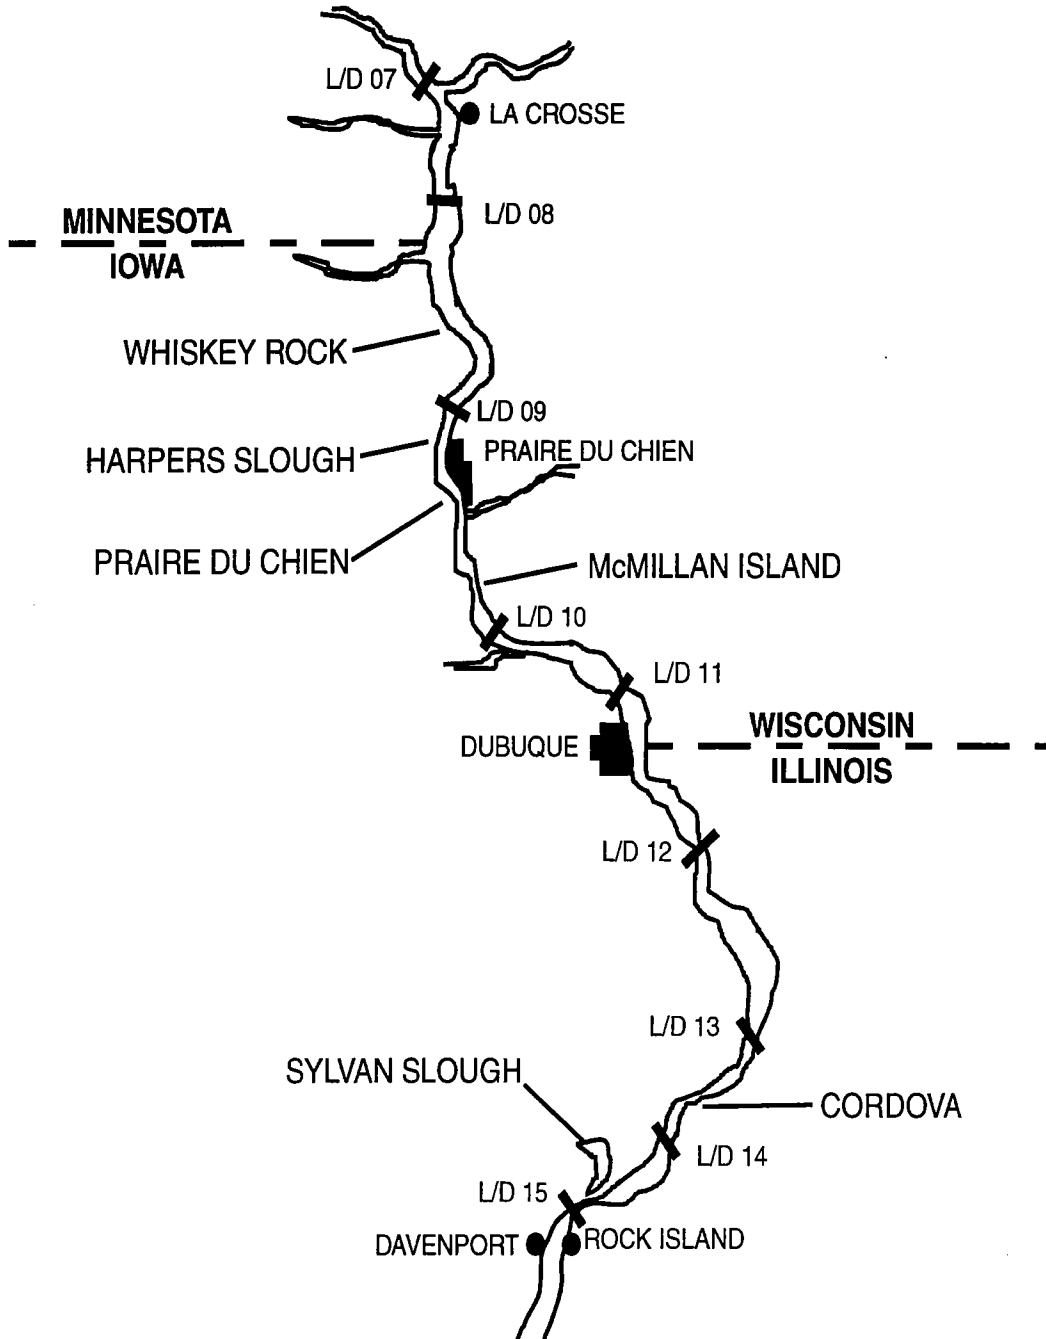 L/D 07
LA CROSSE
L/D 08
MINNESOTA
IOWA
WHISKEY ROCK
L/D 09
HARPERS SLOUGH
PRAIRE DU CHIEN
PRAIRE DU CHIEN
McMILLAN ISLAND
L/D 10
L/D 11
WISCONSIN
DUBUQUE
ILLINOIS
L/D 12
L/D 13
SYLVAN SLOUGH
CORDOVA
L/D 14
L/D 15
DAVENPORT
ROCK ISLAND